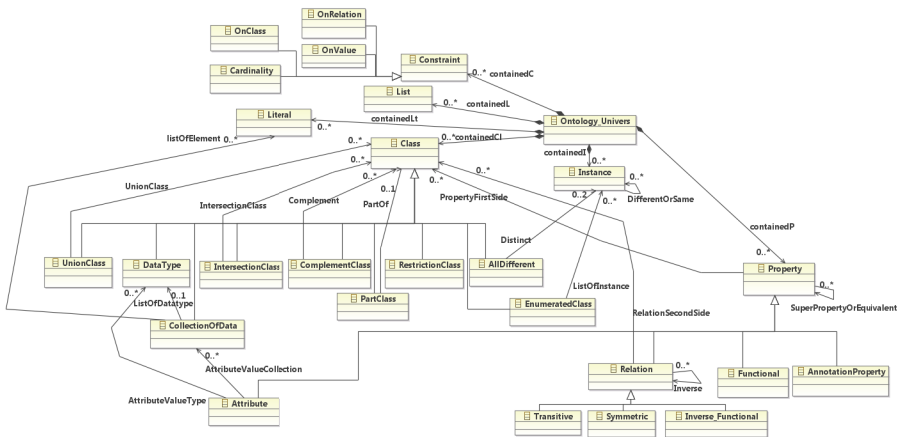 OnRelation
OnClass
OnValue
Constraint
Cardinality
0..* containedC
List
0..* containedL
Literal
containedLt
0..*
Ontology_Univers
listOfElement 0..*
0..* containedCl
0..*
Class
containedI
0..*
0..*
0..*
Instance
0..*
UnionClass
0..1
0..*
0..2
0..*
DifferentOrSame
IntersectionClass
Complement
PartOf
PropertyFirstSide
containedP
Distinct
0..*
UnionClass
DataType
IntersectionClass
ComplementClass
RestrictionClass
AllDifferent
Property
0..*
0..1
ListOfInstance
0..*
ListOfDatatype
PartClass
EnumeratedClass
SuperPropertyOrEquivalent
CollectionOfData
RelationSecondSide
0..*
AttributeValueCollection
Relation
0..*
Functional
AnnotationProperty
Inverse
AttributeValueType
Attribute
Transitive
Symmetric
Inverse_Functional